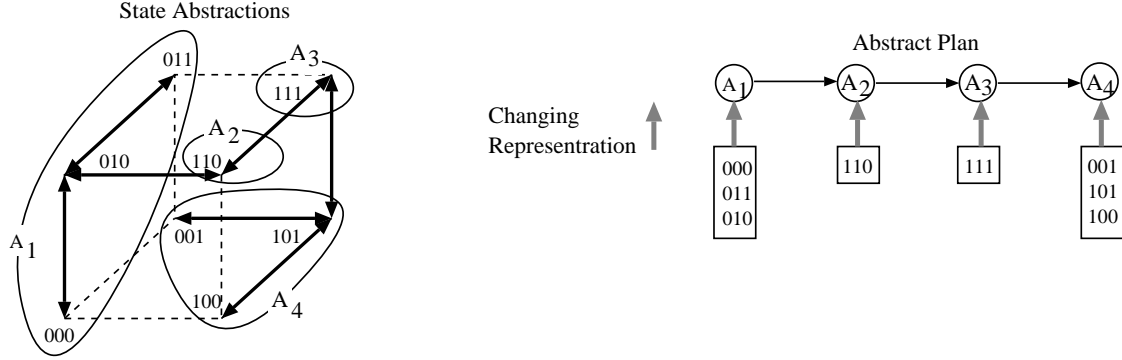 State Abstractions
011
A3
111
A2
010
110
A1
001
101
100
A4
000
Abstract Plan
A1
A2
A3
A4
Changing
Representration
000
011
010
110
111
001
101
100